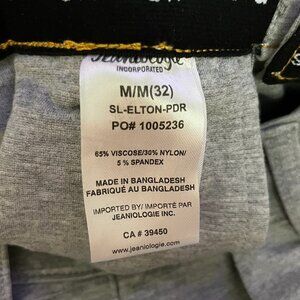 Jeaniologie
INCORPORATED
M/M(32)
SL-ELTON-PDR
PO# 1005236
65% VISCOSE/30% NYLON/
5 % SPANDEX
MADE IN BANGLADESH
FABRIQUÉ AU BANGLADESH
IMPORTED BY/ IMPORTÉ PAR
JEANIOLOGIE INC.
CA # 39450
www.jeaniologie.com